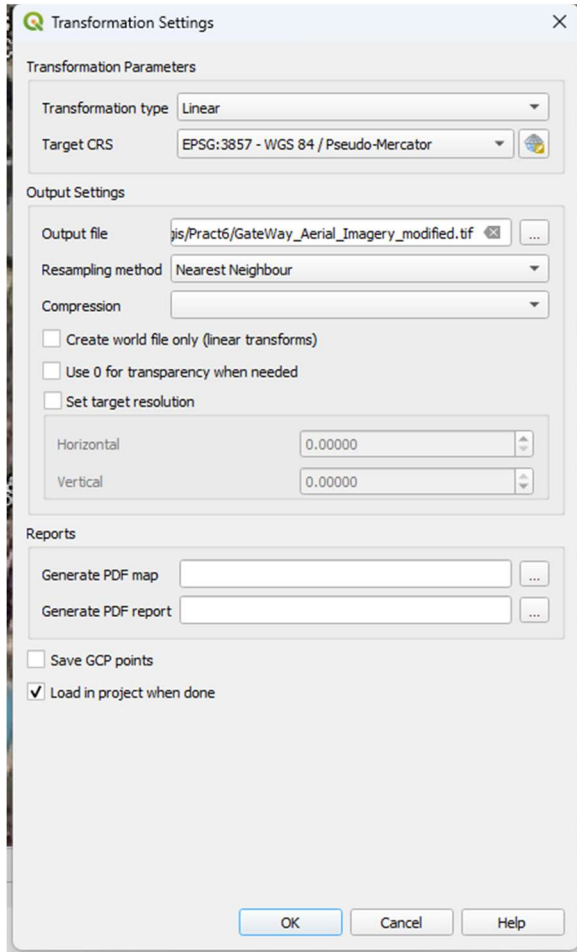 Transformation Settings
Transformation Parameters
Transformation type Linear
Target CRS EPSG:3857 - WGS 84 / Pseudo-Mercator
Output Settings
Output file gis/Pract6/GateWay_Aerial_Imagery_modified.tif ...
Resampling method Nearest Neighbour
Compression
Create world file only (linear transforms)
Use 0 for transparency when needed
Set target resolution
Horizontal 0.00000
Vertical 0.00000
Reports
Generate PDF map ...
Generate PDF report ...
Save GCP points
Load in project when done
OK Cancel Help